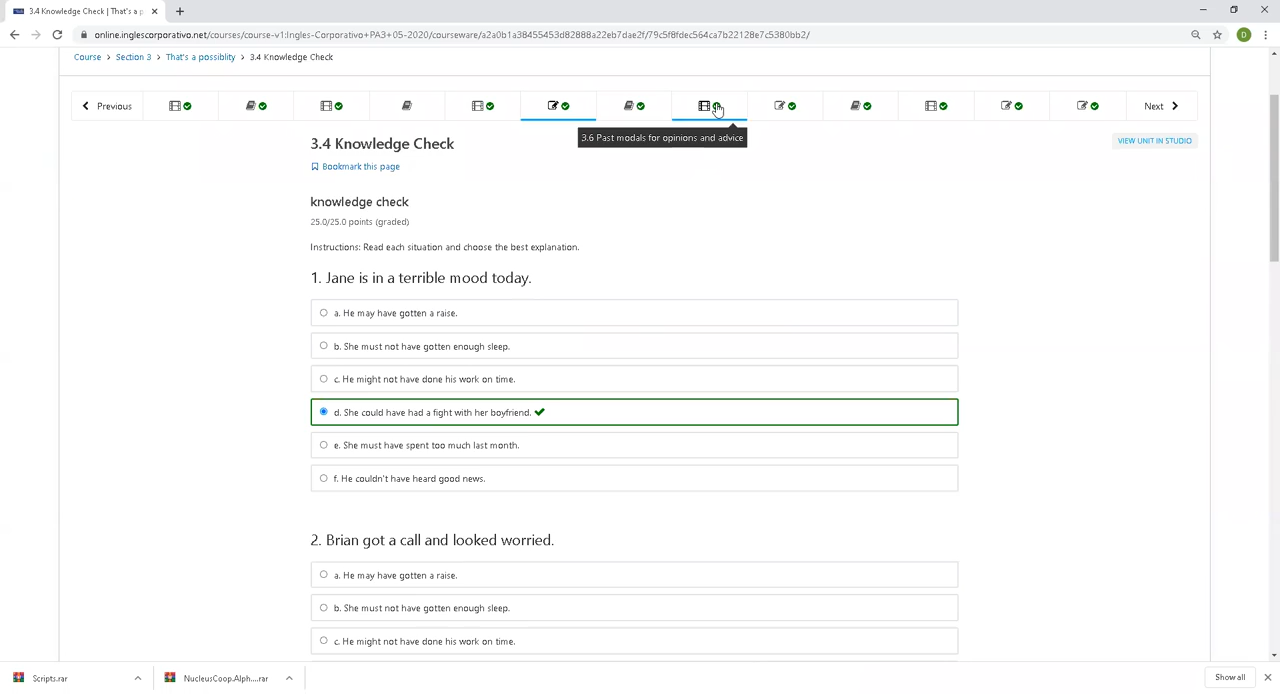 3.4 Knowledge Check | That's a p
online.inglescorporativo.net/courses/course-v1:Ingles-Corporativo+PA3+05-2020/courseware/a2a0b1a38455453d82888a22eb7dae2f/79c5f8fdec564ca7b22128e7c5380bb2/
D
Course > Section 3 > That's a possiblity > 3.4 Knowledge Check
Previous
Next
3.6 Past modals for opinions and advice
3.4 Knowledge Check
VIEW UNIT IN STUDIO
Bookmark this page
knowledge check
25.0/25.0 points (graded)
Instructions: Read each situation and choose the best explanation.
1. Jane is in a terrible mood today.
a. He may have gotten a raise.
b. She must not have gotten enough sleep.
c. He might not have done his work on time.
d. She could have had a fight with her boyfriend.
e. She must have spent too much last month.
f. He couldn't have heard good news.
2. Brian got a call and looked worried.
a. He may have gotten a raise.
b. She must not have gotten enough sleep.
c. He might not have done his work on time.
Scripts.rar
NucleusCoop.Alph....rar
Show all